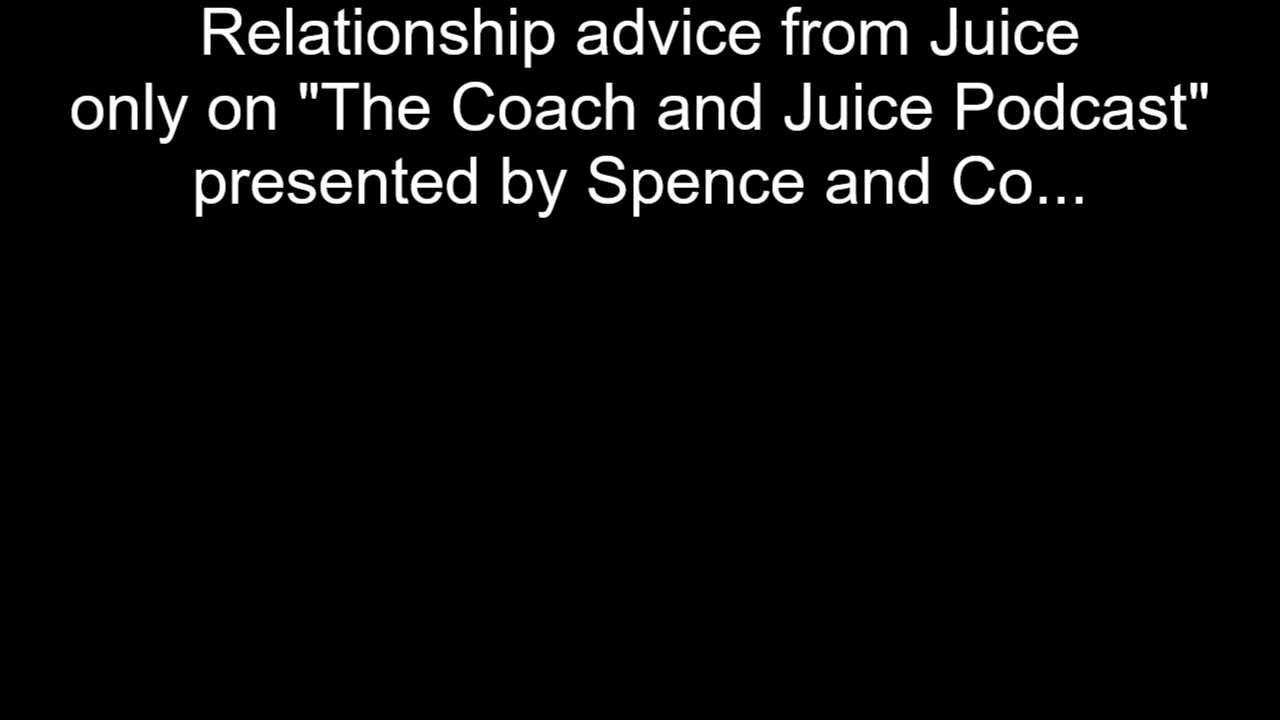 Relationship advice from Juice
only on "The Coach and Juice Podcast"
presented by Spence and Co...